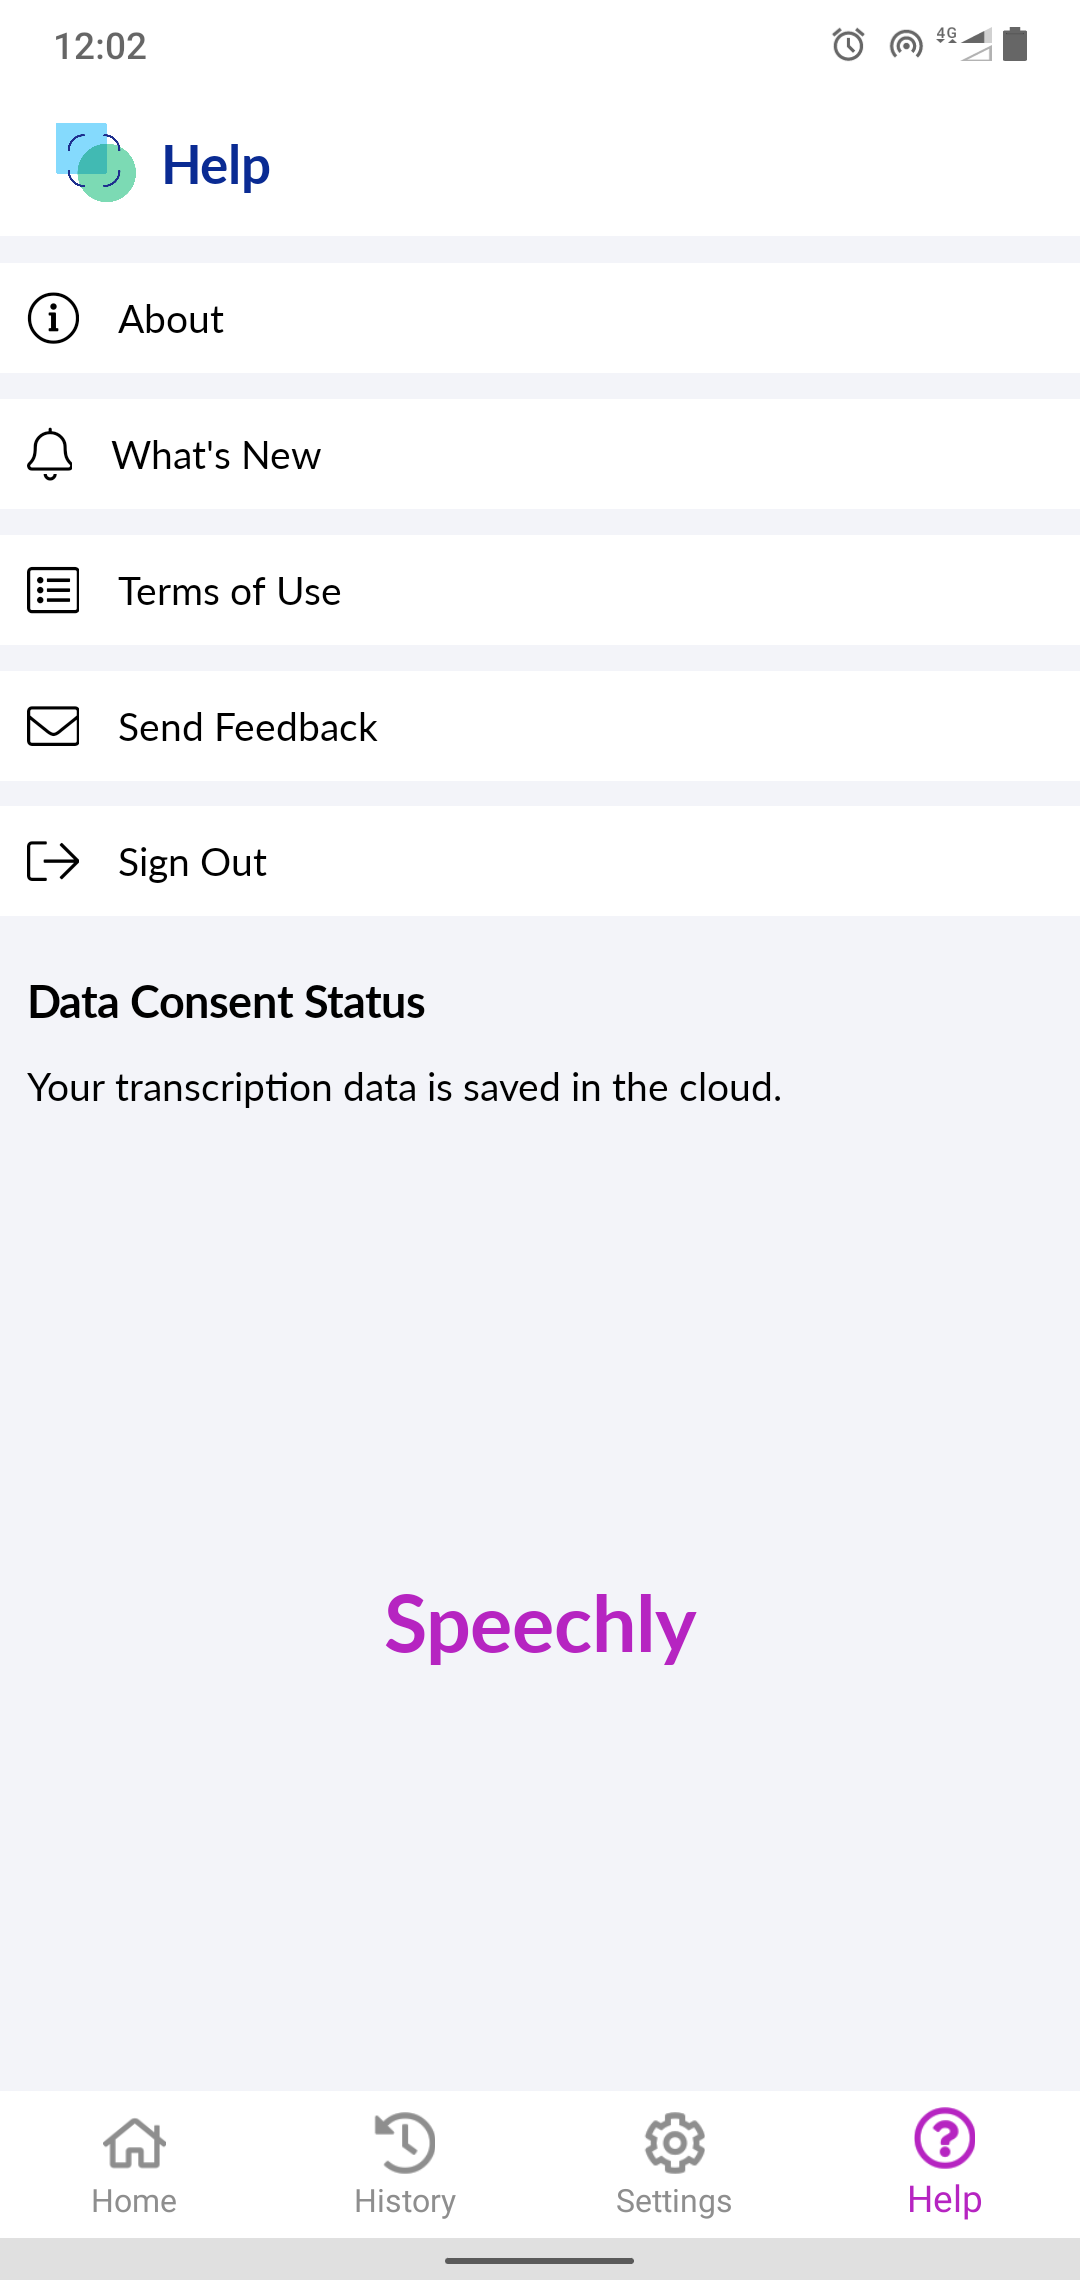 12:02
4G
Help
About
What's New
Terms of Use
Send Feedback
Sign Out
Data Consent Status
Your transcription data is saved in the cloud.
Speechly
Home
History
Settings
Help